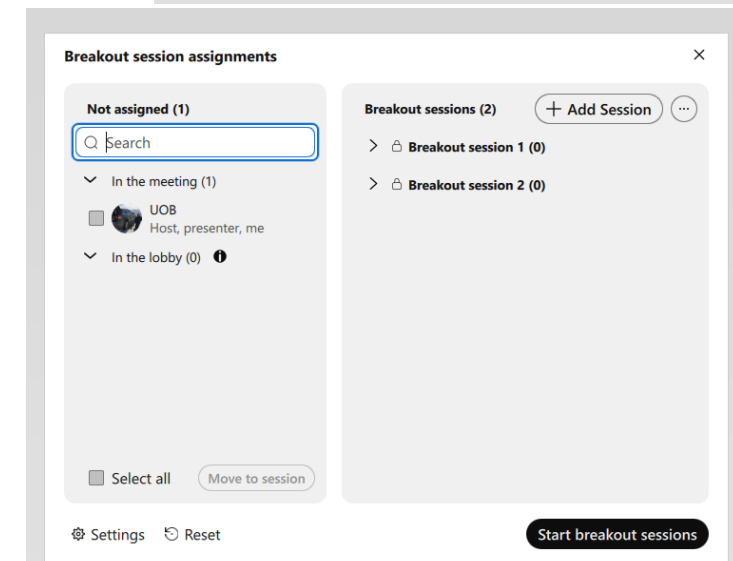 Breakout session assignments
Not assigned (1)
Search
In the meeting (1)
UOB
Host, presenter, me
In the lobby (0)
Select all
Move to session
Breakout sessions (2)
+ Add Session
Breakout session 1 (0)
Breakout session 2 (0)
Settings
Reset
Start breakout sessions